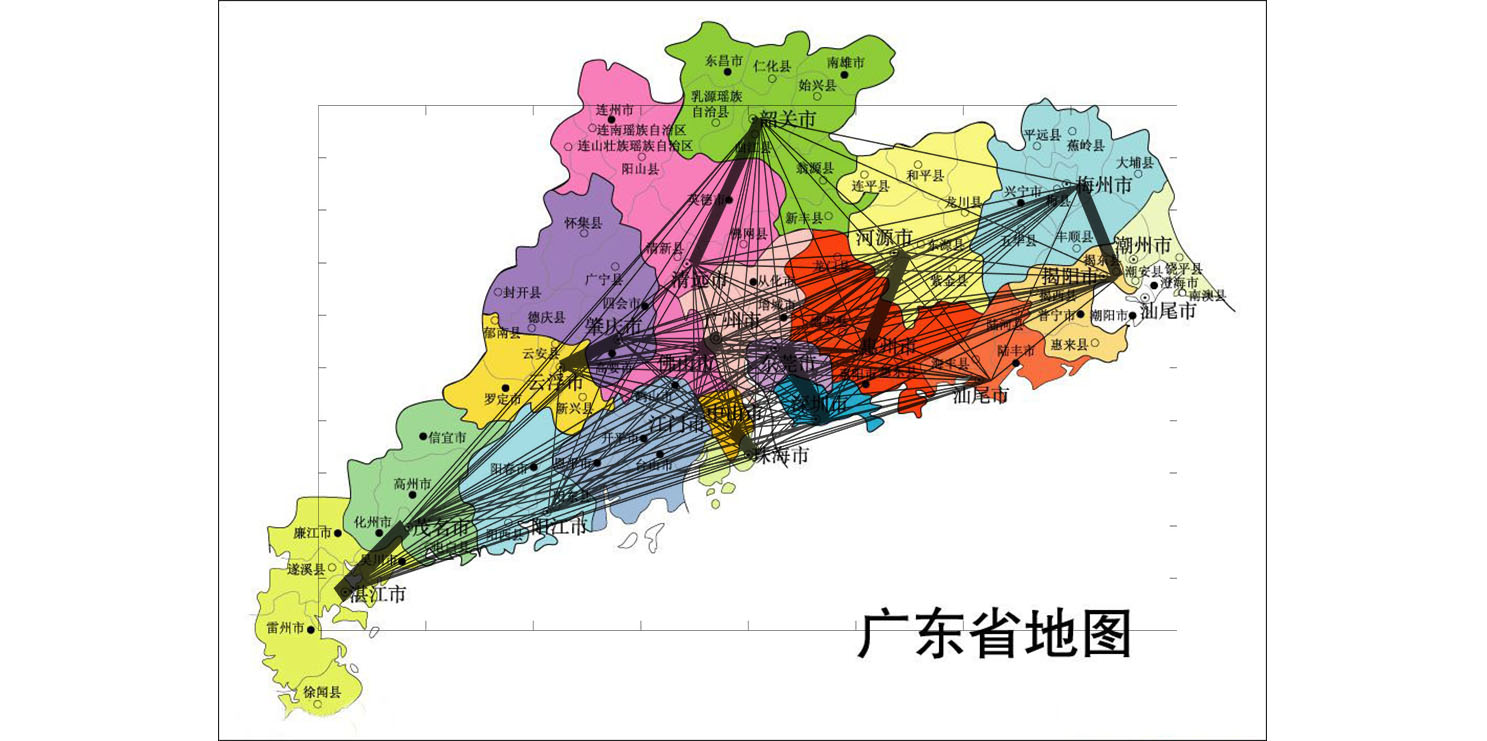 东昌市
仁化县
南雄市
始兴县
乳源瑶族
自治县
韶关市
连州市
连南瑶族自治区
连山壮族瑶族自治区
阳山县
翁源县
连平县
和平县
平远县
蕉岭县
大埔县
兴宁市
梅州市
梅县
英德市
新丰县
龙川县
怀集县
佛冈县
清新县
河源市
东源县
五华县
丰顺县
潮州市
揭东县
饶平县
潮安县
揭阳市
澄海市
南澳县
汕尾市
潮阳市
普宁市
揭西县
惠来县
清远市
从化市
龙门县
紫金县
广宁县
封开县
四会市
增城市
德庆县
肇庆市
广州市
郁南县
云安县
云浮市
佛山市
东莞市
惠州市
陆河县
海丰县
陆丰市
惠东县
汕尾市
罗定市
新兴县
鹤山市
江门市
中山市
深圳市
信宜市
开平市
恩平市
台山市
珠海市
阳春市
高州市
阳东县
化州市
茂名市
阳西县
阳江市
廉江市
吴川市
电白县
遂溪县
湛江市
雷州市
徐闻县
广东省地图